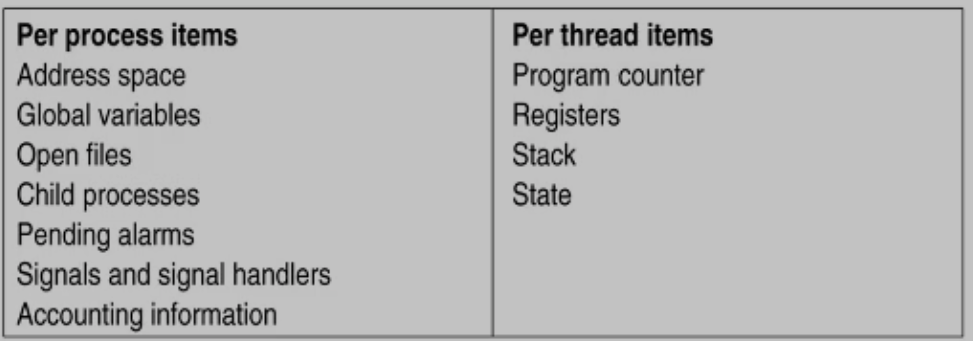 Per process items
Address space
Global variables
Open files
Child processes
Pending alarms
Signals and signal handlers
Accounting information
Per thread items
Program counter
Registers
Stack
State